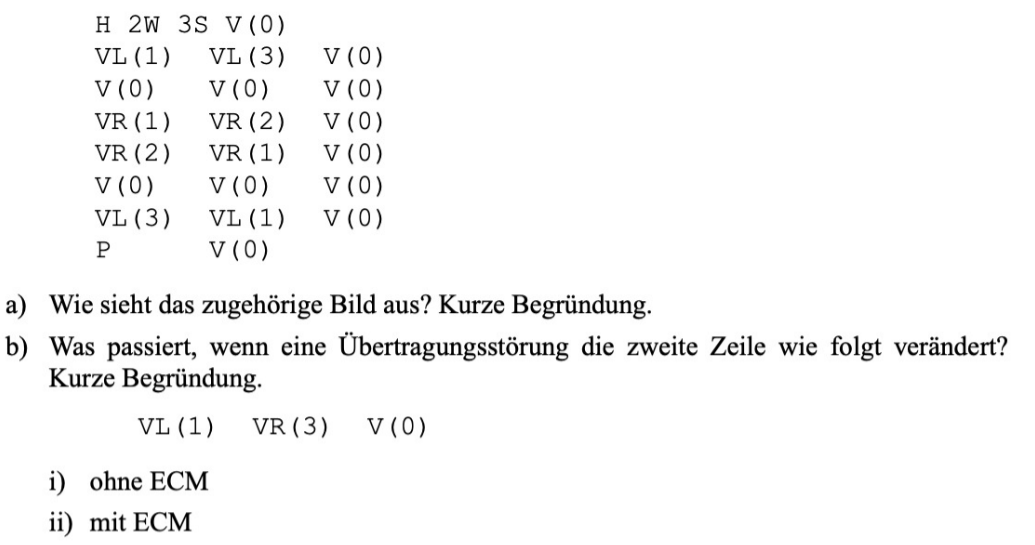 H 2W 3S V(0)
VL(1) VL(3) V(0)
V(0) V(0) V(0)
VR(1) VR(2) V(0)
VR(2) VR(1) V(0)
V(0) V(0) V(0)
VL(3) VL(1) V(0)
P V(0)
a) Wie sieht das zugehörige Bild aus? Kurze Begründung.
b) Was passiert, wenn eine Übertragungsstörung die zweite Zeile wie folgt verändert?
Kurze Begründung.
VL(1) VR(3) V(0)
i) ohne ECM
ii) mit ECM